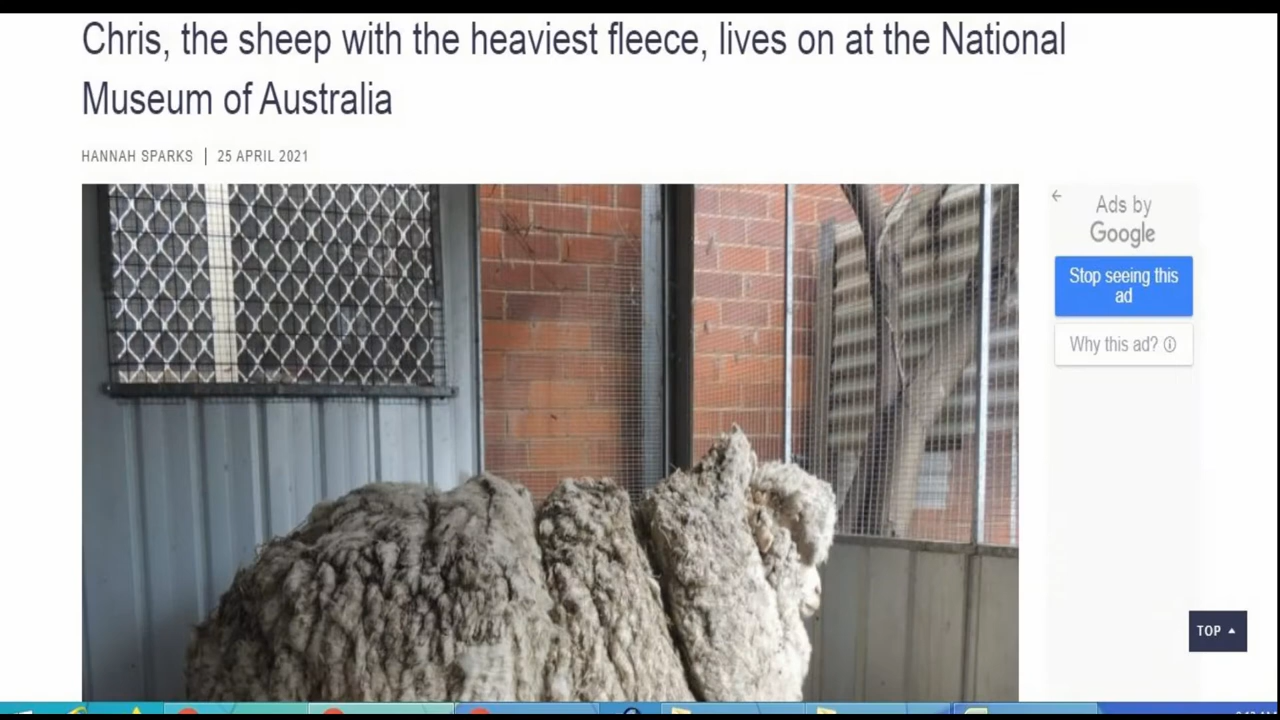 Chris, the sheep with the heaviest fleece, lives on at the National
Museum of Australia
HANNAH SPARKS | 25 APRIL 2021
Ads by
Google
Stop seeing this
ad
Why this ad?
TOP